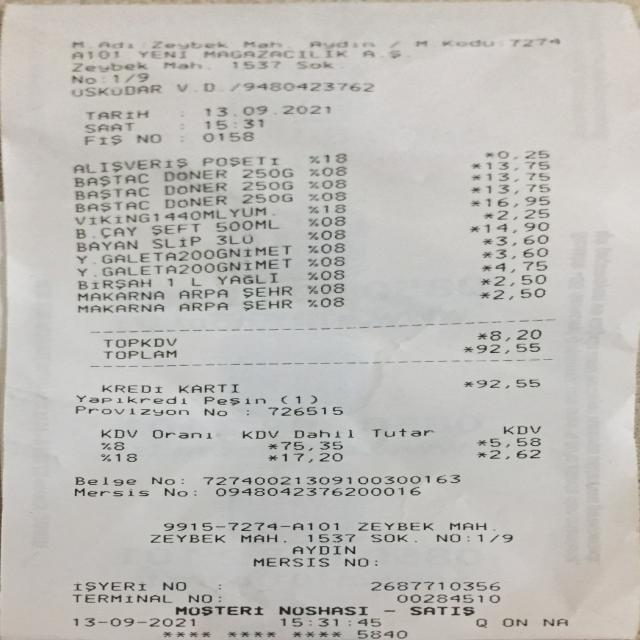 M.Adı:Zeybek Mah. Aydın / M.Kodu:7274
A101 YENİ MAĞAZACILIK A.Ş.
Zeybek Mah. 1537 Sok.
No:1/9
ÜSKÜDAR V.D./9480423762
TARİH : 13.09.2021
SAAT : 15:31
FİŞ NO : 0158
ALIŞVERİŞ POŞETİ %18 *0,25
BAŞTAC DÖNER 250G %08 *13,75
BAŞTAC DÖNER 250G %08 *13,75
BAŞTAC DÖNER 250G %08 *13,75
VİKİNG1440MLYUM. %18 *16,95
B.ÇAY ŞEFT 500ML %08 *2,25
BAYAN SLİP 3LÜ %08 *14,90
Y.GALETA200GNİMET %08 *3,60
Y.GALETA200GNİMET %08 *3,60
BİRŞAH 1 L YAĞLI %08 *4,75
MAKARNA ARPA ŞEHR %08 *2,50
MAKARNA ARPA ŞEHR %08 *2,50
TOPKDV *8,20
TOPLAM *92,55
KREDİ KARTI *92,55
Yapıkredi Peşin (1)
Provizyon No : 726515
KDV Oranı KDV Dahil Tutar KDV
%8 *75,35 *5,58
%18 *17,20 *2,62
Belge No: 72740021309100300163
Mersis No: 0948042376200016
9915-7274-A101 ZEYBEK MAH.
ZEYBEK MAH. 1537 SOK. NO:1/9
AYDIN
MERSIS NO:
İŞYERİ NO : 2687710356
TERMİNAL NO: 00284510
MÜŞTERİ NÜSHASI - SATIŞ
13-09-2021 15:31:45 Q ON NA
**** **** **** 5840